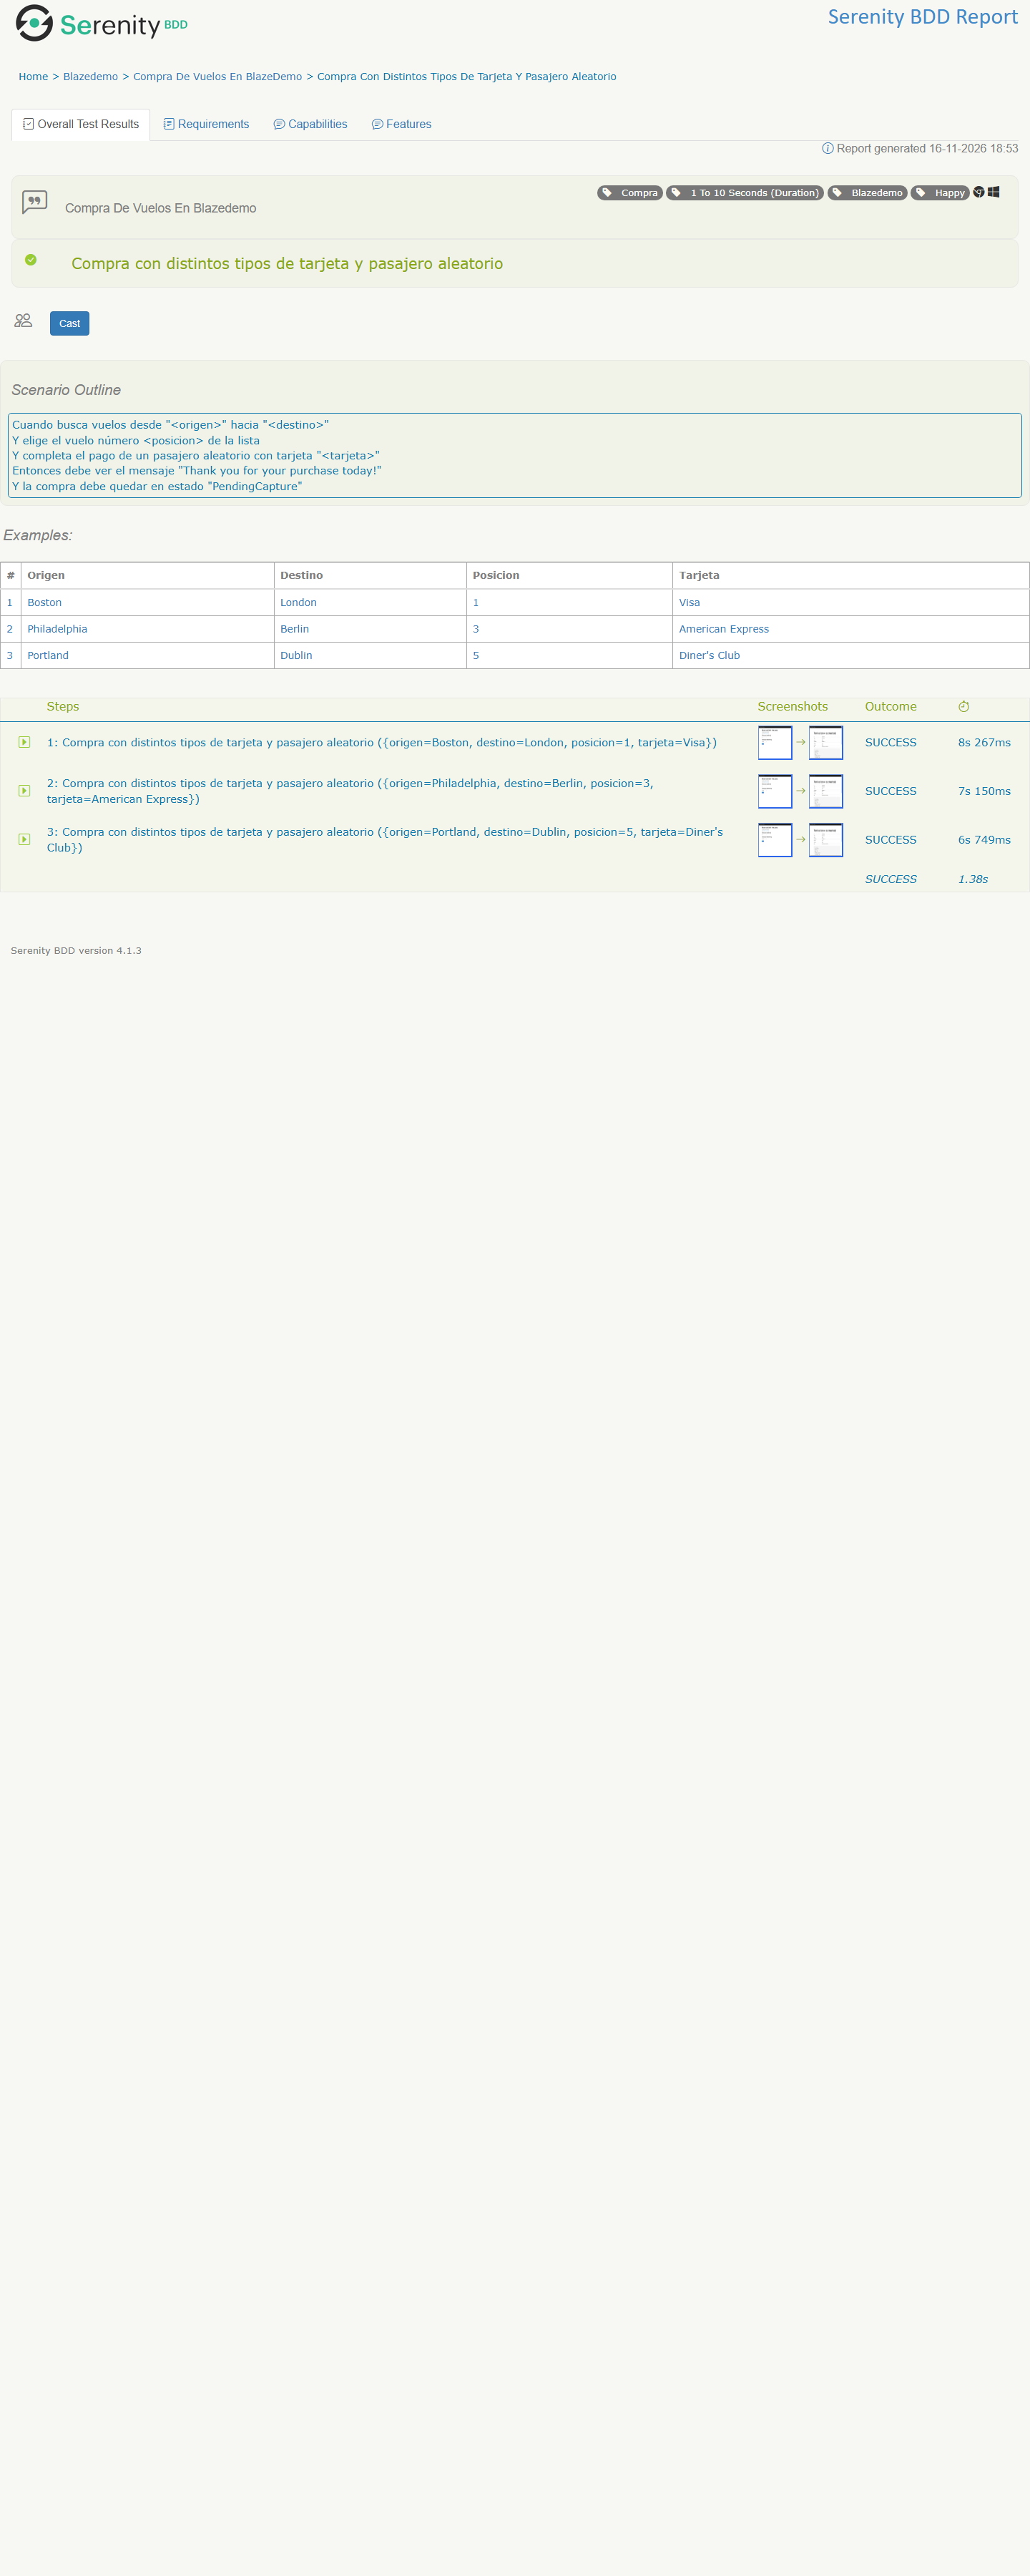 Serenity BDD
Serenity BDD Report
Home > Blazedemo > Compra De Vuelos En BlazeDemo > Compra Con Distintos Tipos De Tarjeta Y Pasajero Aleatorio
Overall Test Results Requirements Capabilities Features
Report generated 16-11-2026 18:53
Compra 1 To 10 Seconds (Duration) Blazedemo Happy
Compra De Vuelos En Blazedemo
Compra con distintos tipos de tarjeta y pasajero aleatorio
Cast
Scenario Outline
Cuando busca vuelos desde "<origen>" hacia "<destino>"
Y elige el vuelo número <posicion> de la lista
Y completa el pago de un pasajero aleatorio con tarjeta "<tarjeta>"
Entonces debe ver el mensaje "Thank you for your purchase today!"
Y la compra debe quedar en estado "PendingCapture"
Examples:
# Origen Destino Posicion Tarjeta
1 Boston London 1 Visa
2 Philadelphia Berlin 3 American Express
3 Portland Dublin 5 Diner's Club
Steps Screenshots Outcome
1: Compra con distintos tipos de tarjeta y pasajero aleatorio ({origen=Boston, destino=London, posicion=1, tarjeta=Visa}) SUCCESS 8s 267ms
2: Compra con distintos tipos de tarjeta y pasajero aleatorio ({origen=Philadelphia, destino=Berlin, posicion=3,
tarjeta=American Express}) SUCCESS 7s 150ms
3: Compra con distintos tipos de tarjeta y pasajero aleatorio ({origen=Portland, destino=Dublin, posicion=5, tarjeta=Diner's
Club}) SUCCESS 6s 749ms
SUCCESS 1.38s
Serenity BDD version 4.1.3